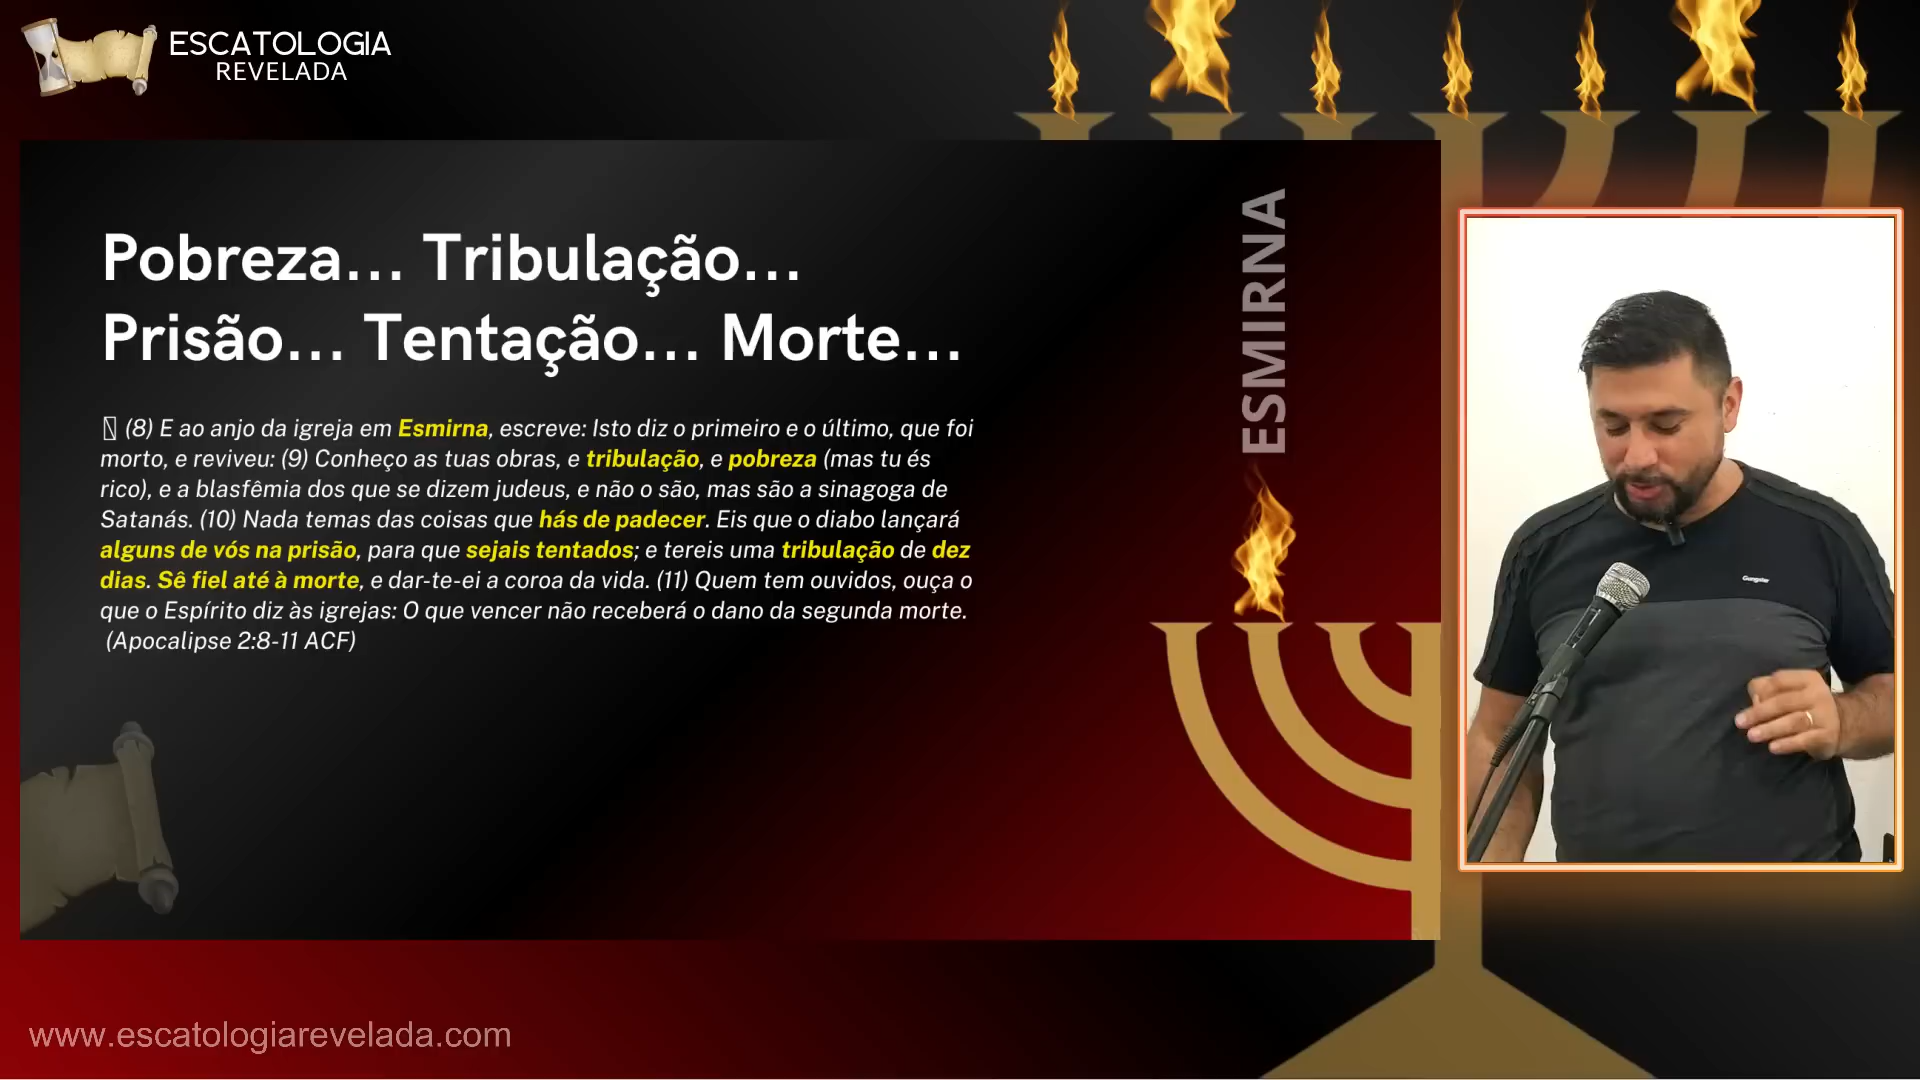 ESCATOLOGIA
REVELADA
Pobreza... Tribulação...
Prisão... Tentação... Morte...
(8) E ao anjo da igreja em Esmirna, escreve: Isto diz o primeiro e o último, que foi
morto, e reviveu: (9) Conheço as tuas obras, e tribulação, e pobreza (mas tu és
rico), e a blasfêmia dos que se dizem judeus, e não o são, mas são a sinagoga de
Satanás. (10) Nada temas das coisas que hás de padecer. Eis que o diabo lançará
alguns de vós na prisão, para que sejais tentados; e tereis uma tribulação de dez
dias. Sê fiel até à morte, e dar-te-ei a coroa da vida. (11) Quem tem ouvidos, ouça o
que o Espírito diz às igrejas: O que vencer não receberá o dano da segunda morte.
(Apocalipse 2:8-11 ACF)
ESMIRNA
Gangster
www.escatologiarevelada.com